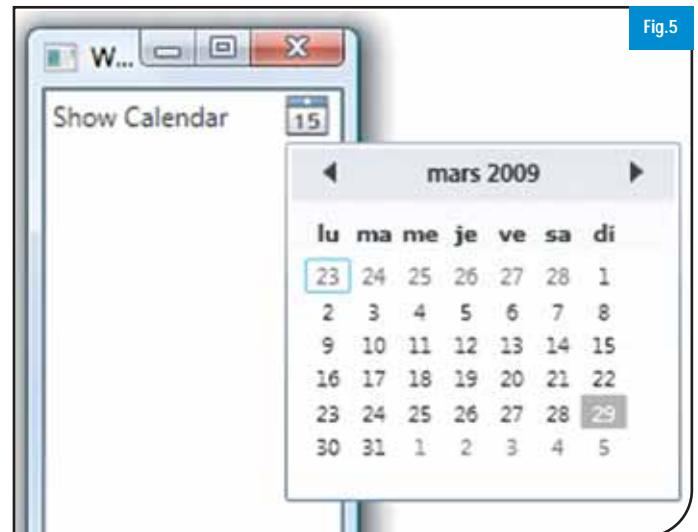 Fig.5
W...
Show Calendar 15
mars 2009
lu ma me je ve sa di
23 24 25 26 27 28 1
2 3 4 5 6 7 8
9 10 11 12 13 14 15
16 17 18 19 20 21 22
23 24 25 26 27 28 29
30 31 1 2 3 4 5